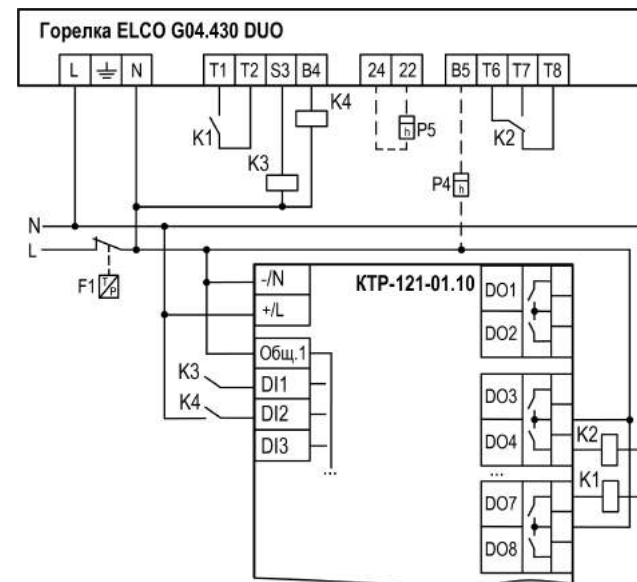 Горелка ELCO G04.430 DUO
L N T1 T2 S3 B4 24 22 B5 T6 T7 T8
K4
K1 h P5 K2
K3
P4 h
N
L
F1 T/P
-/N КТР-121-01.10 DO1
+/L
DO2
Общ.1
K3 DI1 DO3
K4 DI2
DO4 K2
DI3
... ...
K1
DO7
DO8